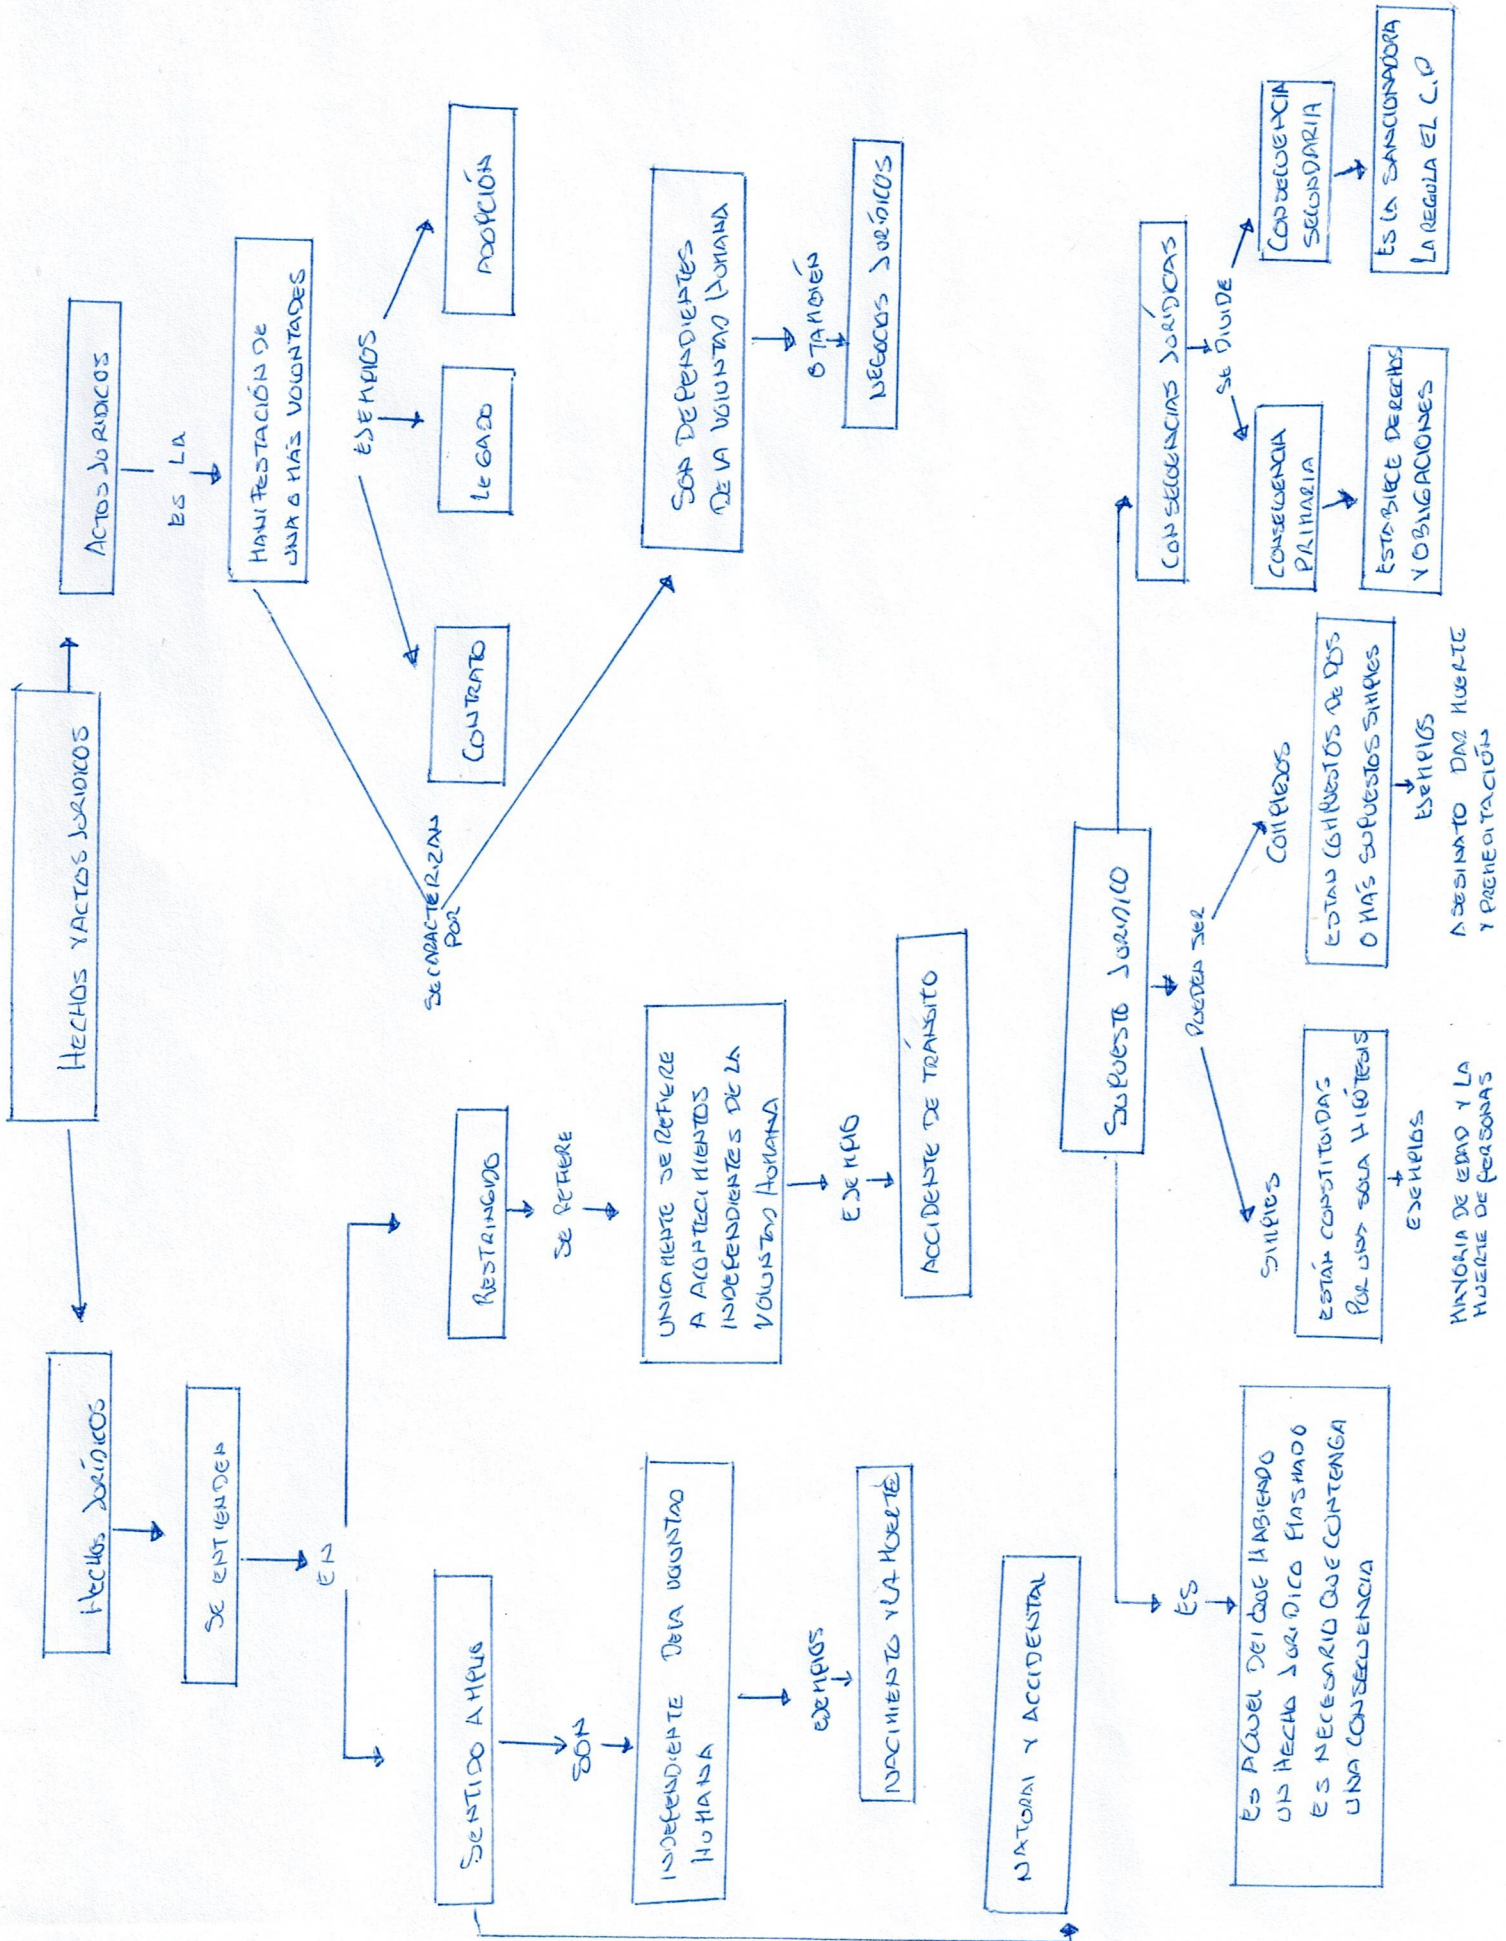 HECHOS Y ACTOS JURIDICOS
HECHOS JURÍDICOS
ACTOS JURIDICOS
SE ENTIENDEN
EN
ES LA
MANIFESTACIÓN DE
UNA O MÁS VOLUNTADES
SENTIDO AMPLIO
RESTRINGIDO
SE CARACTERIZAN
POR
EJEMPLOS
CONTRATO
LEGADO
ADOPCIÓN
SON
SE REFIERE
INDEPENDIENTE DE LA VOLUNTAD
HUMANA
UNICAMENTE SE REFIERE
A ACONTECIMIENTOS
INDEPENDIENTES DE LA
VOLUNTAD HUMANA
SON DEPENDIENTES
DE LA VOLUNTAD HUMANA
EJEMPLOS
EJEMPLO
O TAMBIÉN
NACIMIENTO Y LA MUERTE
ACCIDENTE DE TRÁNSITO
NEGOCIOS JURÍDICOS
NATURAL Y ACCIDENTAL
SUPUESTO JURIDICO
ES
PUEDEN SER
CONSECUENCIAS JURÍDICAS
SE DIVIDE
ES AQUEL DEL QUE HABIENDO
UN HECHO JURIDICO PLASMADO
ES NECESARIO QUE CONTENGA
UNA CONSECUENCIA
SIMPLES
COMPLEJOS
CONSECUENCIA
PRIMARIA
CONSECUENCIA
SECUNDARIA
ESTÁN CONSTITUIDAS
POR UNA SOLA HIPÓTESIS
ESTAN COMPUESTOS DE DOS
O MÁS SUPUESTOS SIMPLES
ESTABLECE DERECHOS
Y OBLIGACIONES
ES LA SANCIONADORA
LA REGULA EL C.P
EJEMPLOS
EJEMPLOS
MAYORIA DE EDAD Y LA
MUERTE DE PERSONAS
ASESINATO DAR MUERTE
Y PREMEDITACIÓN